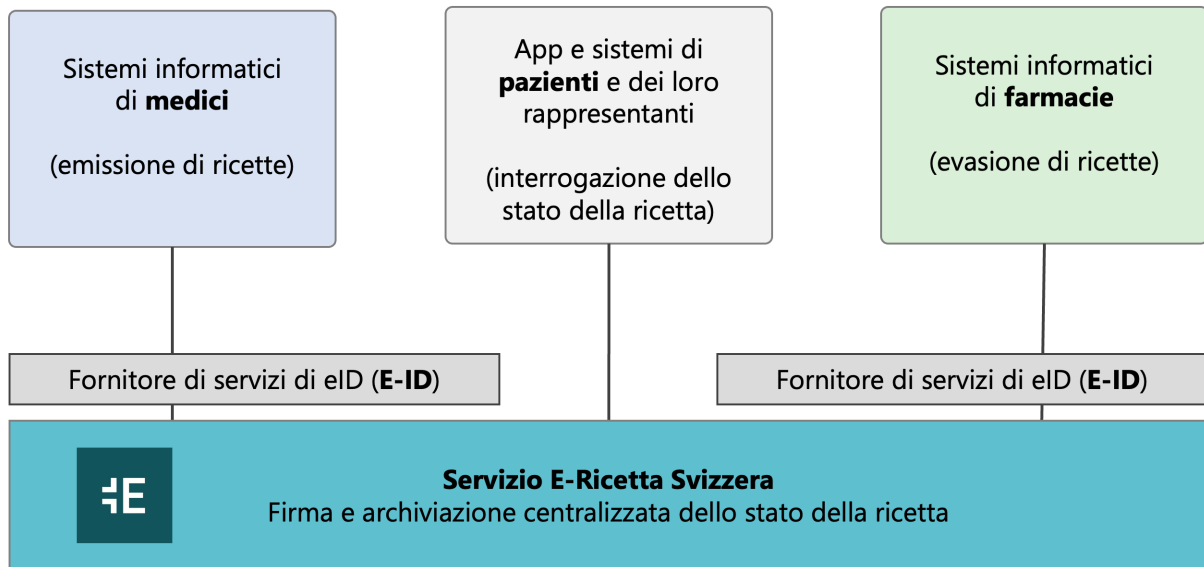 Sistemi informatici
di medici
(emissione di ricette)
App e sistemi di
pazienti e dei loro
rappresentanti
(interrogazione dello
stato della ricetta)
Sistemi informatici
di farmacie
(evasione di ricette)
Fornitore di servizi di eID (E-ID)
Fornitore di servizi di eID (E-ID)
E
Servizio E-Ricetta Svizzera
Firma e archiviazione centralizzata dello stato della ricetta